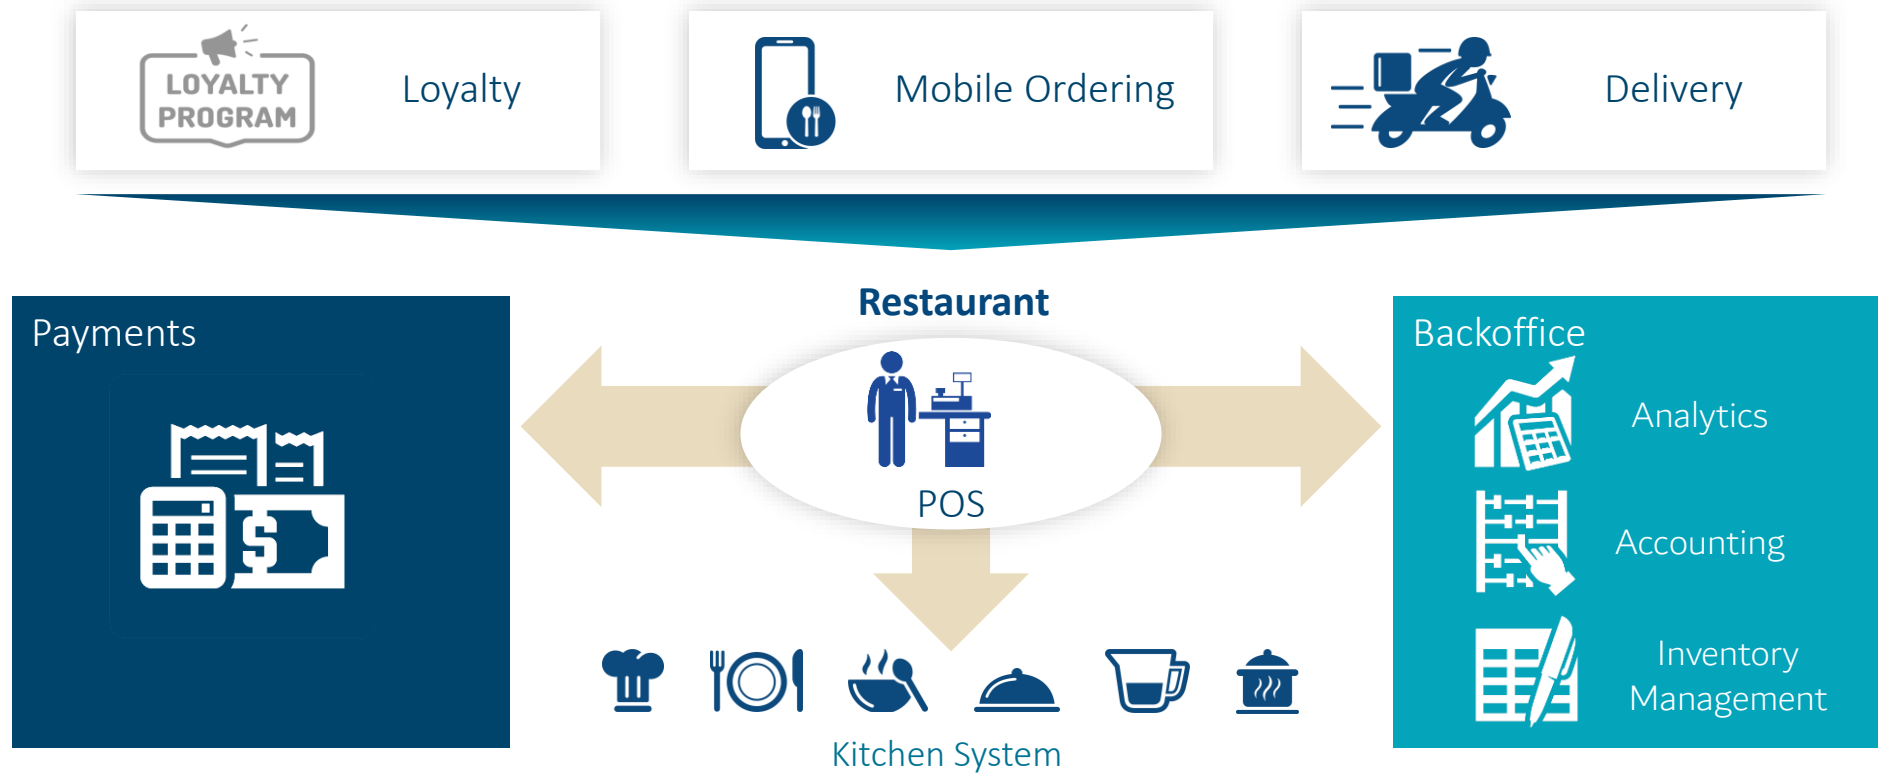 LOYALTY
PROGRAM
Loyalty
Mobile Ordering
Delivery
Restaurant
Payments
$
POS
Backoffice
Analytics
Accounting
Inventory
Management
Kitchen System